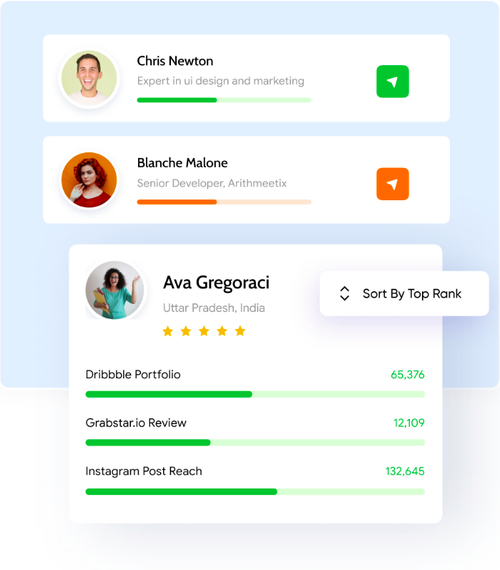 Chris Newton
Expert in ui design and marketing
Blanche Malone
Senior Developer, Arithmeetix
Ava Gregoraci
Uttar Pradesh, India
Sort By Top Rank
Dribbble Portfolio 65,376
Grabstar.io Review 12,109
Instagram Post Reach 132,645